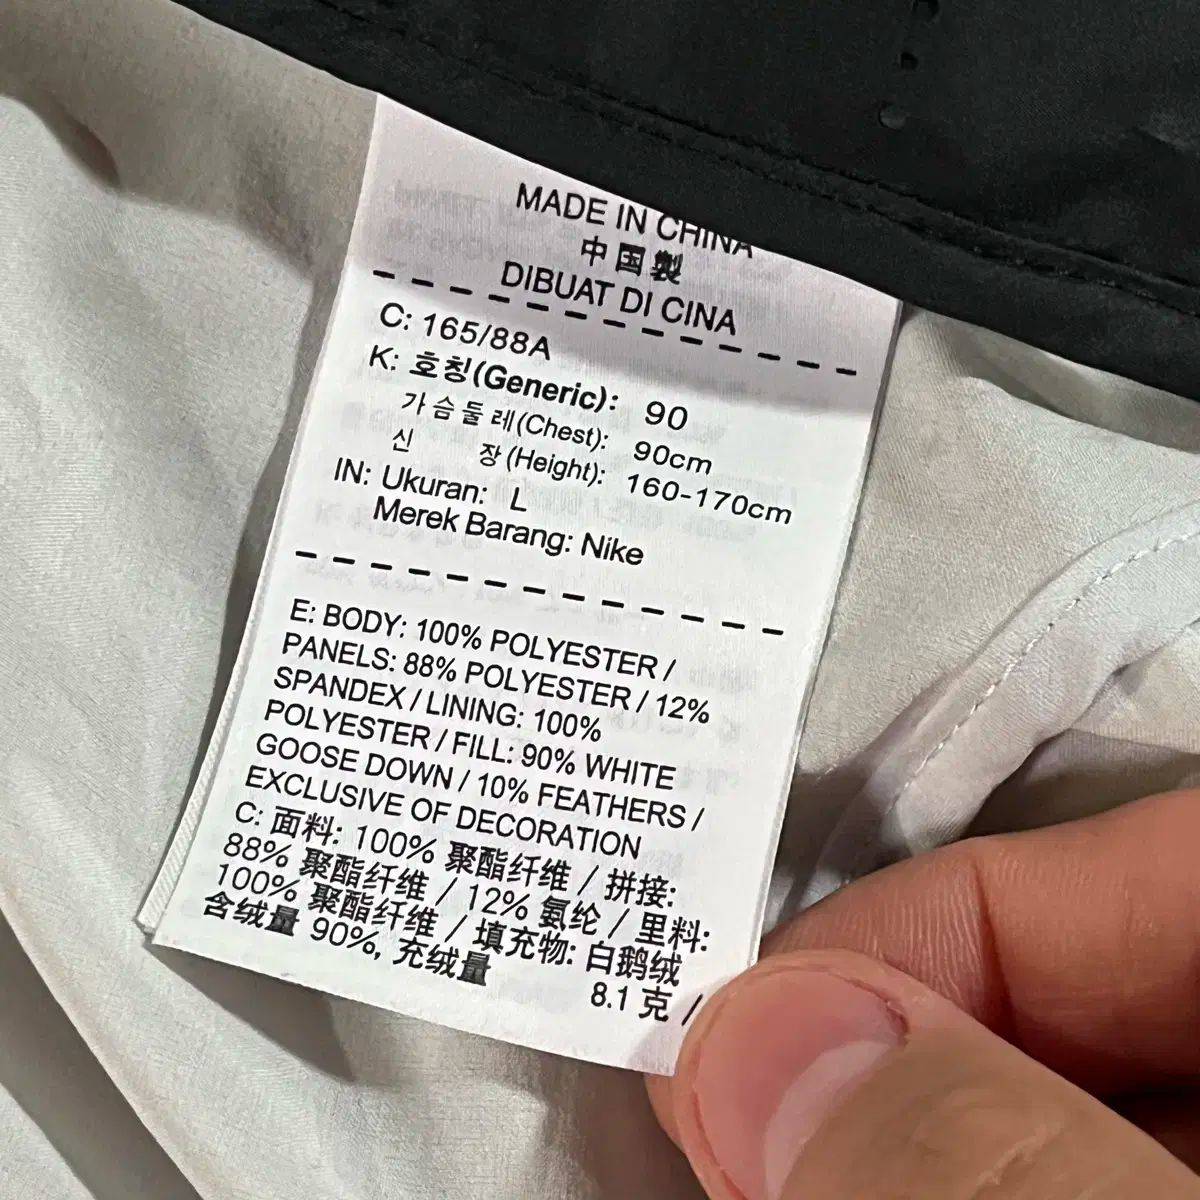 MADE IN CHINA
中国製
DIBUAT DI CINA
C: 165/88A
K: 호칭(Generic): 90
가슴둘레(Chest): 90cm
신 장(Height): 160-170cm
IN: Ukuran: L
Merek Barang: Nike
E: BODY: 100% POLYESTER /
PANELS: 88% POLYESTER / 12%
SPANDEX / LINING: 100%
POLYESTER / FILL: 90% WHITE
GOOSE DOWN / 10% FEATHERS /
EXCLUSIVE OF DECORATION
C: 面料: 100% 聚酯纤维 / 拼接:
88% 聚酯纤维 / 12% 氨纶 / 里料:
100% 聚酯纤维 / 填充物: 白鹅绒
含绒量 90%, 充绒量 8.1 克 /